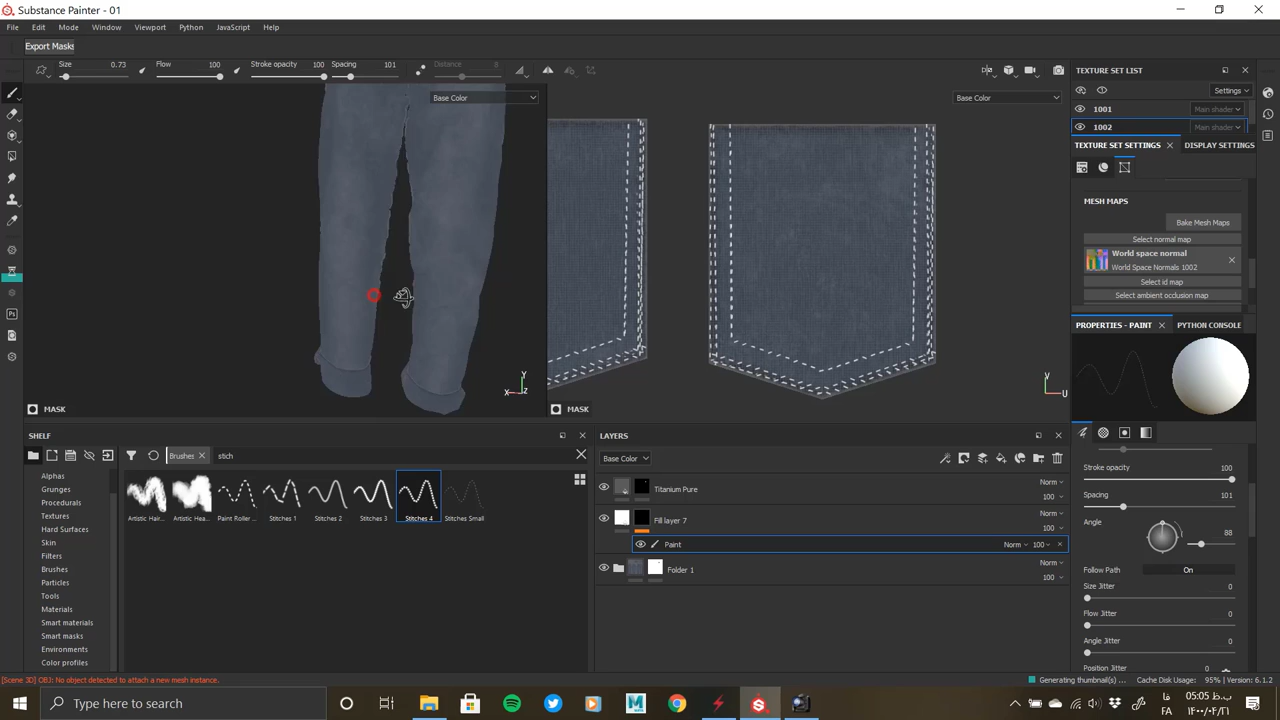 Substance Painter - 01
File Edit Mode Window Viewport Python JavaScript Help
Export Masks
Size 0.73 Flow 100 Stroke opacity 100 Spacing 101 Distance 8
Base Color
Base Color
X Y Z
V U
MASK
MASK
TEXTURE SET LIST
Settings
1001 Main shader
1002 Main shader
TEXTURE SET SETTINGS DISPLAY SETTINGS
MESH MAPS
Bake Mesh Maps
Select normal map
World space normal
World Space Normals 1002
Select id map
Select ambient occlusion map
PROPERTIES - PAINT PYTHON CONSOLE
Stroke opacity 100
Spacing 101
Angle
88
Follow Path On
Size Jitter 0
Flow Jitter 0
Angle Jitter 0
Position Jitter 0
SHELF
Brushes stich
Alphas
Grunges
Procedurals
Textures
Hard Surfaces
Skin
Filters
Brushes
Particles
Tools
Materials
Smart materials
Smart masks
Environments
Color profiles
Artistic Hair... Artistic Hea... Paint Roller ... Stitches 1 Stitches 2 Stitches 3 Stitches 4 Stitches Small
LAYERS
Base Color
Titanium Pure Norm 100
Fill layer 7 Norm 100
Paint Norm 100
Folder 1 Norm 100
[Scene 3D] OBJ: No object detected to attach a new mesh instance.
Generating thumbnail(s) ... Cache Disk Usage: 95% | Version: 6.1.2
Type here to search
Ps
فا
FA
05:05 ب.ظ
۱۴۰۰/۰۲/۲۱